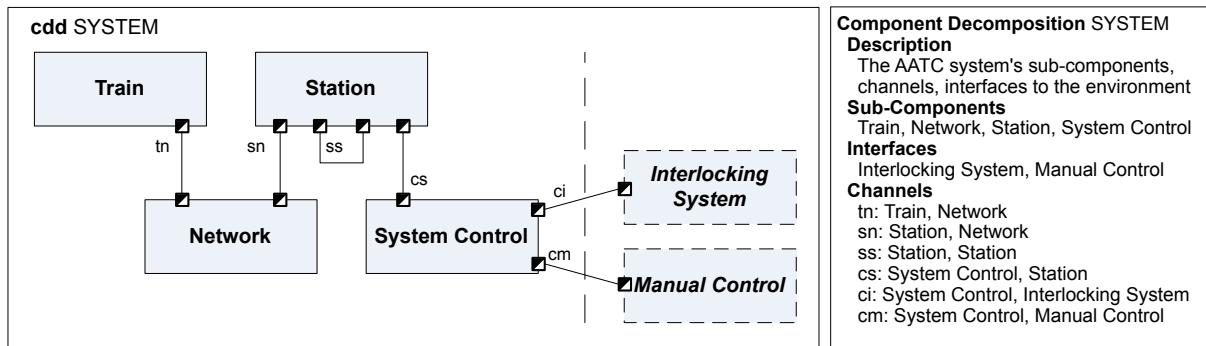 cdd SYSTEM
Train
Station
tn
sn
ss
cs
ci
Interlocking
System
Network
System Control
cm
Manual Control
Component Decomposition SYSTEM
Description
The AATC system's sub-components,
channels, interfaces to the environment
Sub-Components
Train, Network, Station, System Control
Interfaces
Interlocking System, Manual Control
Channels
tn: Train, Network
sn: Station, Network
ss: Station, Station
cs: System Control, Station
ci: System Control, Interlocking System
cm: System Control, Manual Control